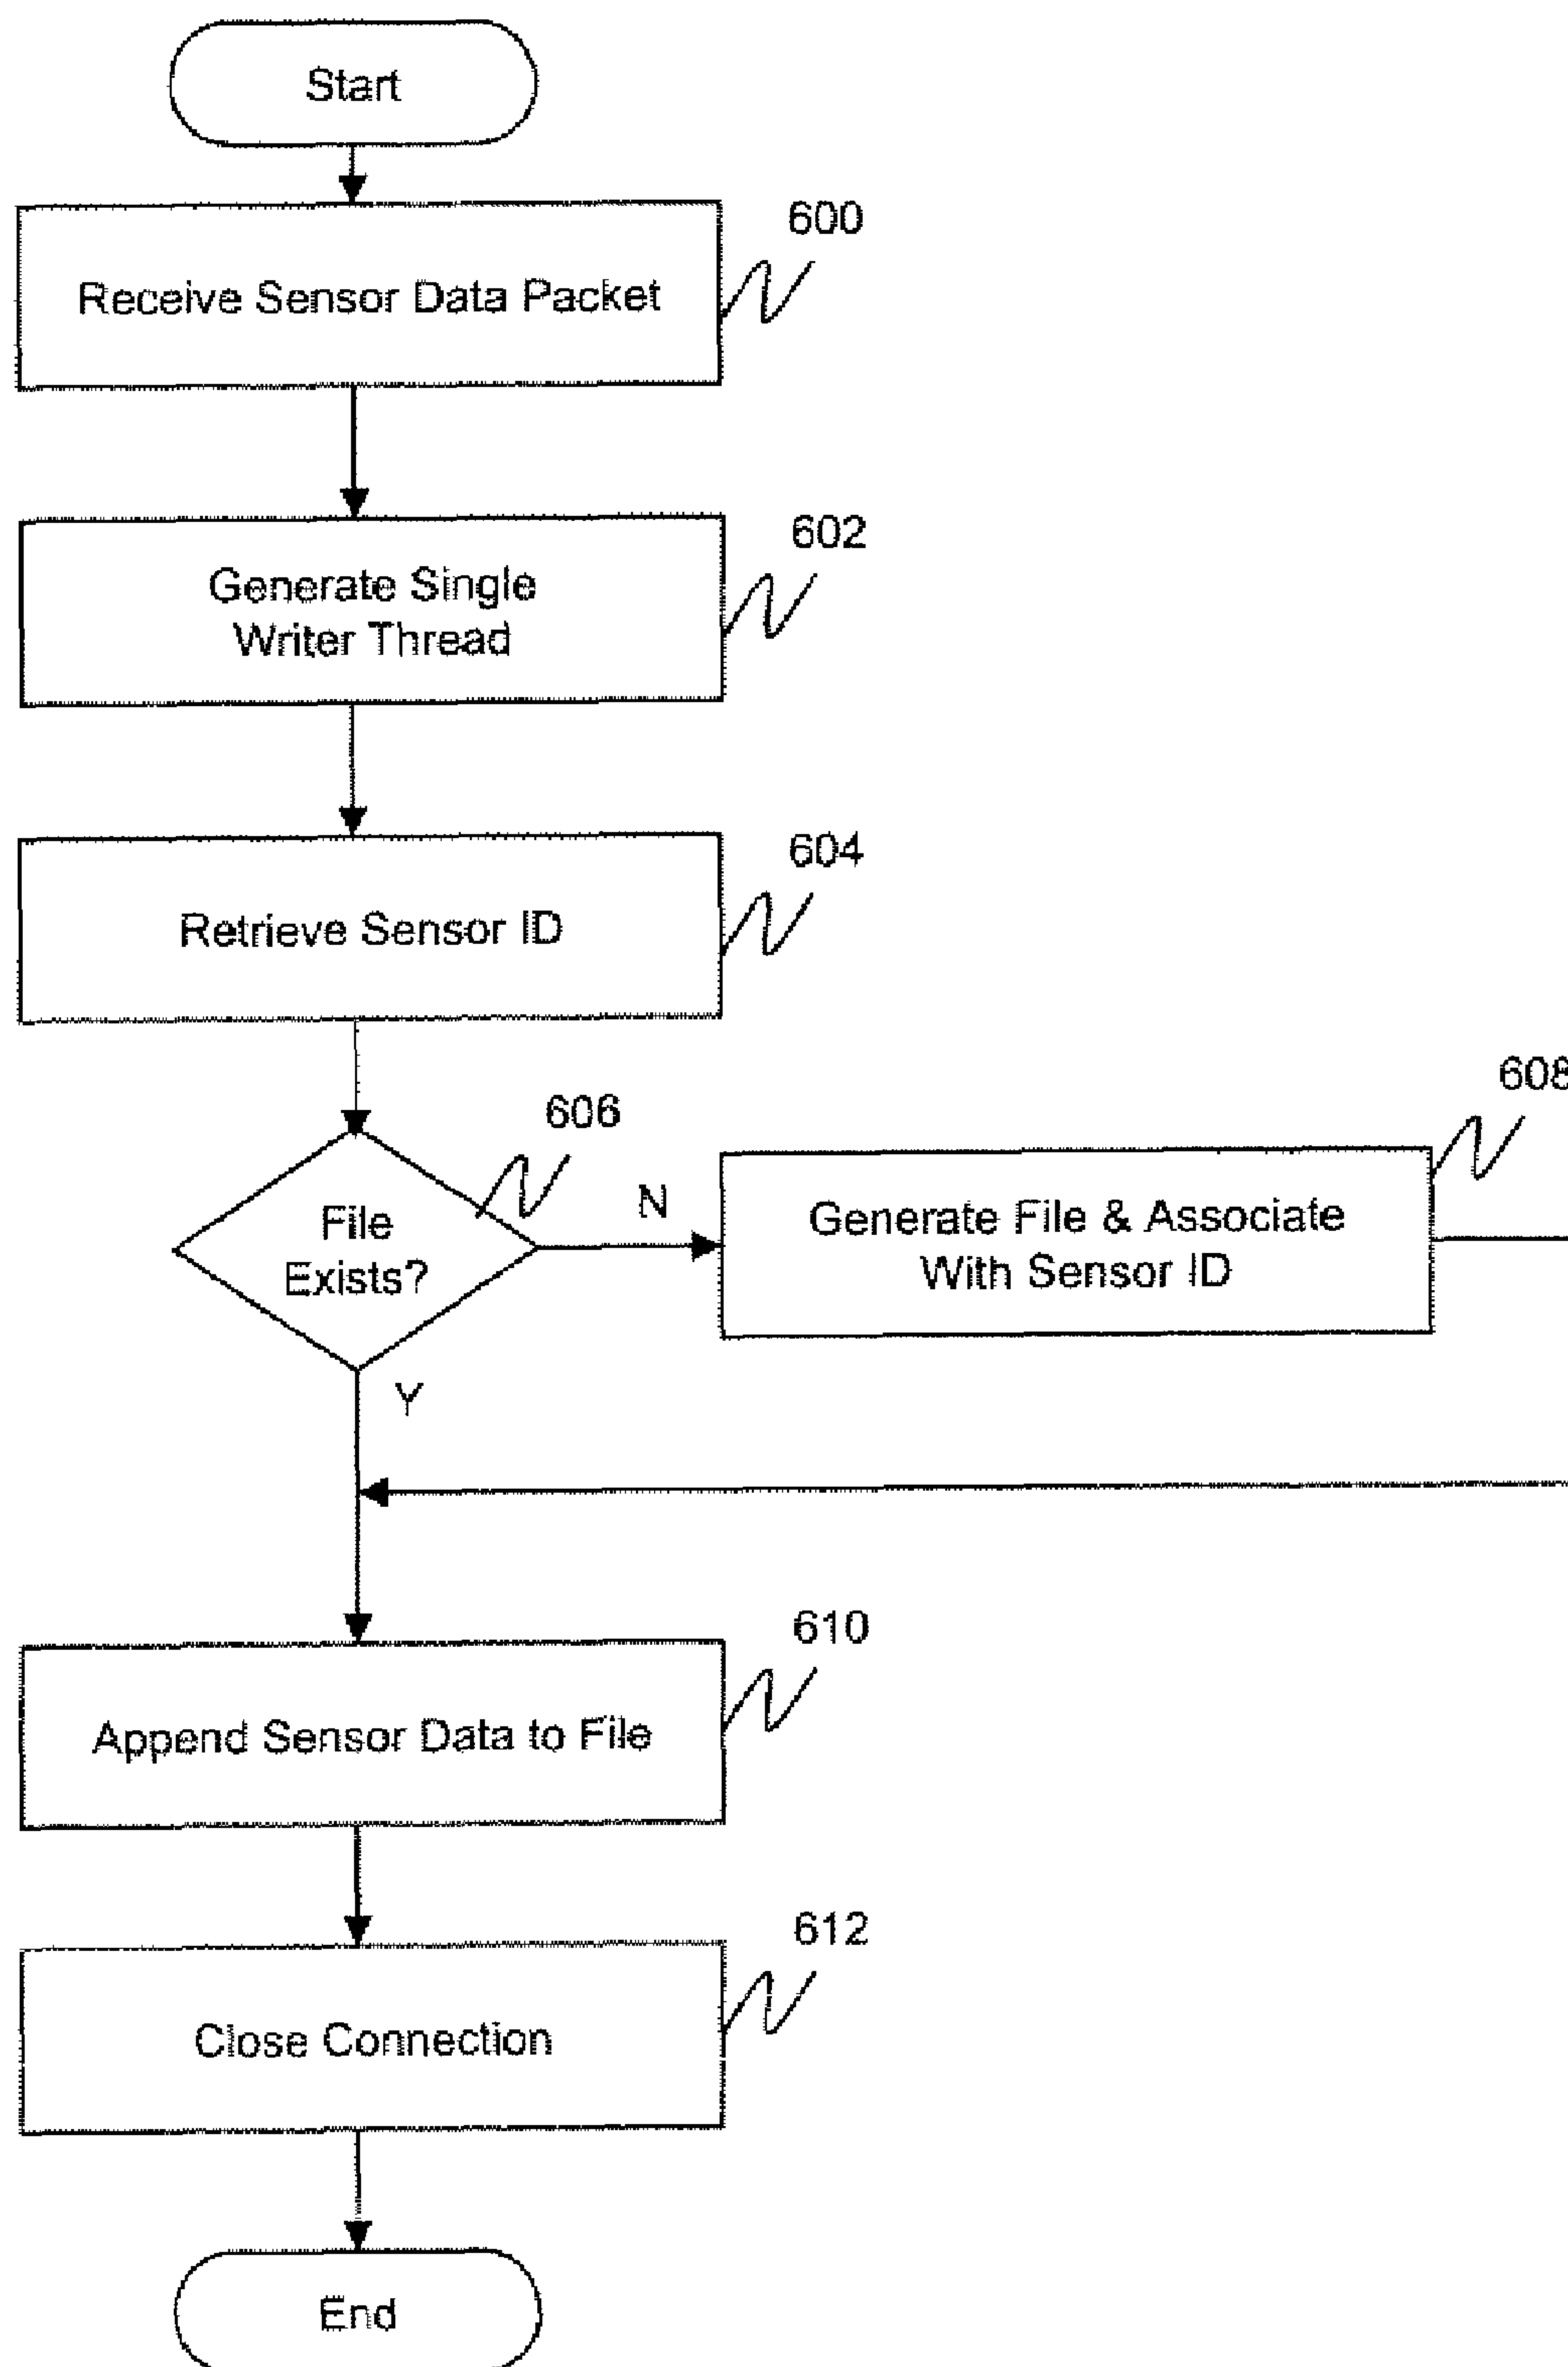 Start
600
Receive Sensor Data Packet
602
Generate Single
Writer Thread
604
Retrieve Sensor ID
606
608
File
Exists?
N
Generate File & Associate
With Sensor ID
Y
610
Append Sensor Data to File
612
Close Connection
End